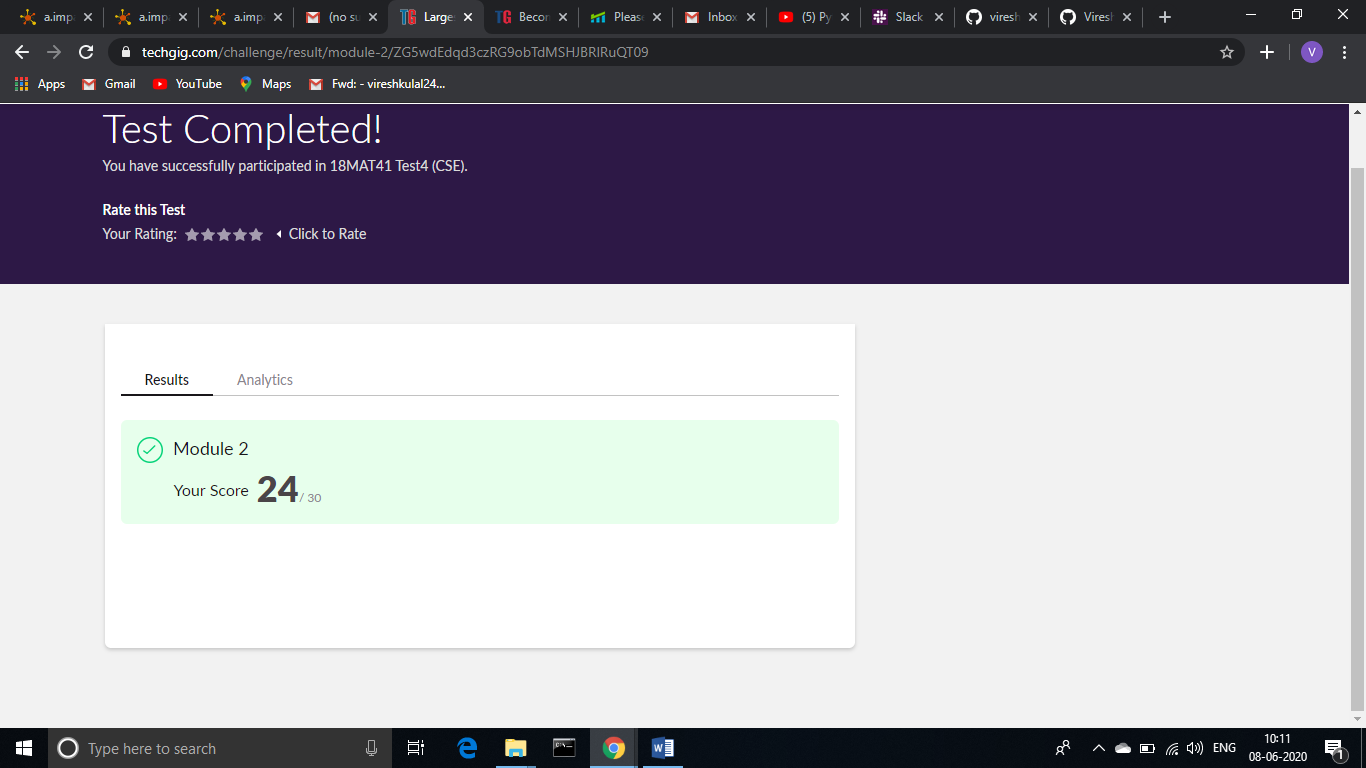 a.imp
a.imp
a.imp
(no su
Large
Becor
Please
Inbox
(5) Py
Slack
viresh
Viresh
techgig.com/challenge/result/module-2/
Apps
Gmail
YouTube
Maps
Fwd: - vireshkulal24...
Test Completed!
You have successfully participated in 18MAT41 Test4 (CSE).
Rate this Test
Your Rating:
Click to Rate
Results
Analytics
Module 2
Your Score 24 / 30
Type here to search
ENG
10:11
08-06-2020
1
V